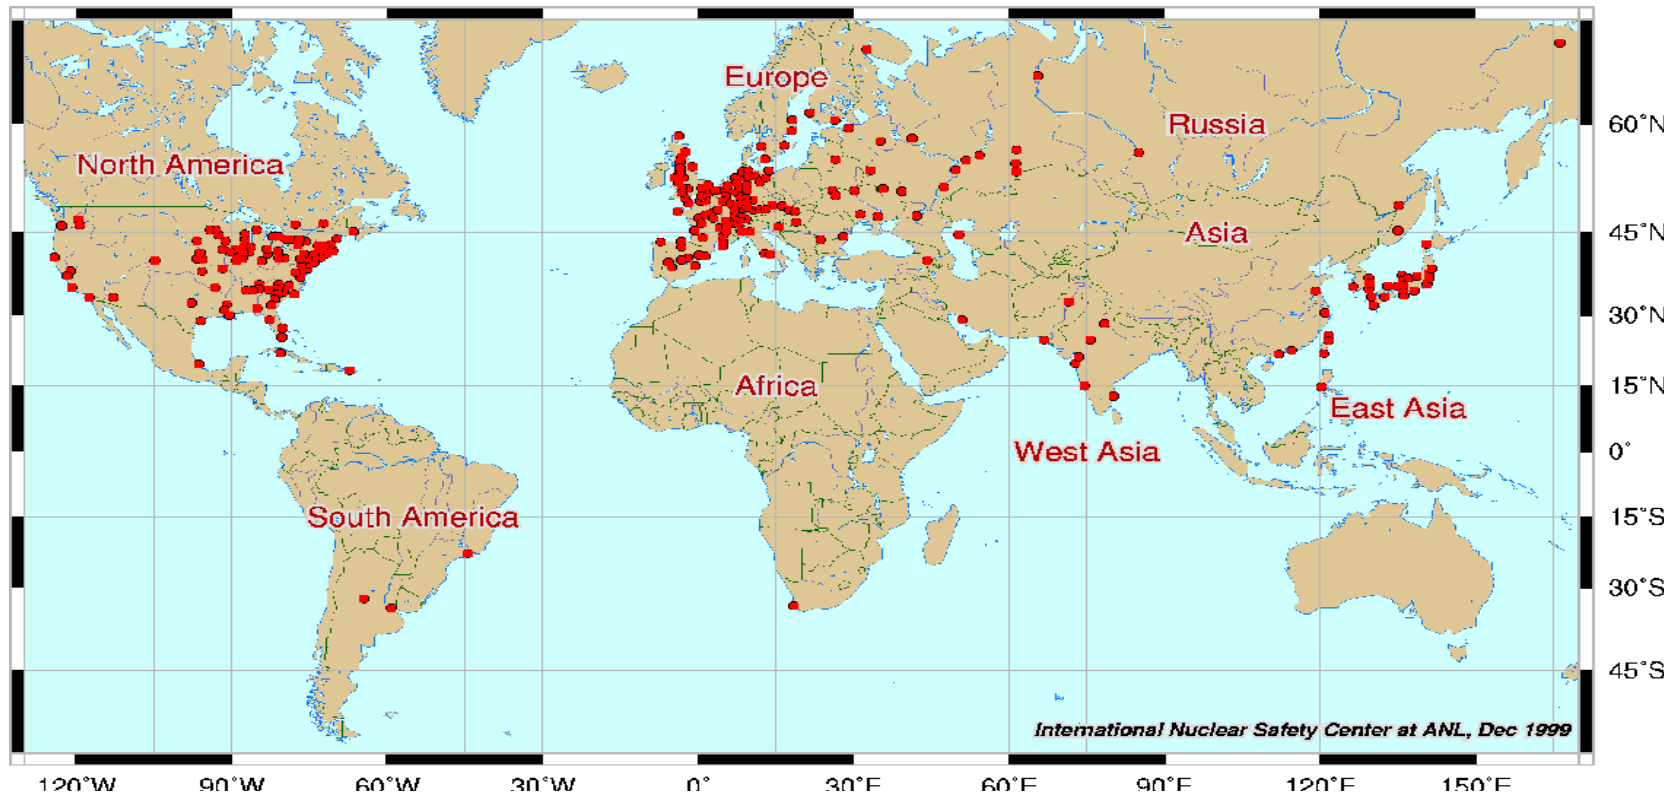 Europe
60°N
Russia
North America
Asia
45°N
30°N
Africa
15°N
East Asia
West Asia
0°
South America
15°S
30°S
45°S
International Nuclear Safety Center at ANL, Dec 1999
120°W 90°W 60°W 30°W 0° 30°E 60°E 90°E 120°E 150°E